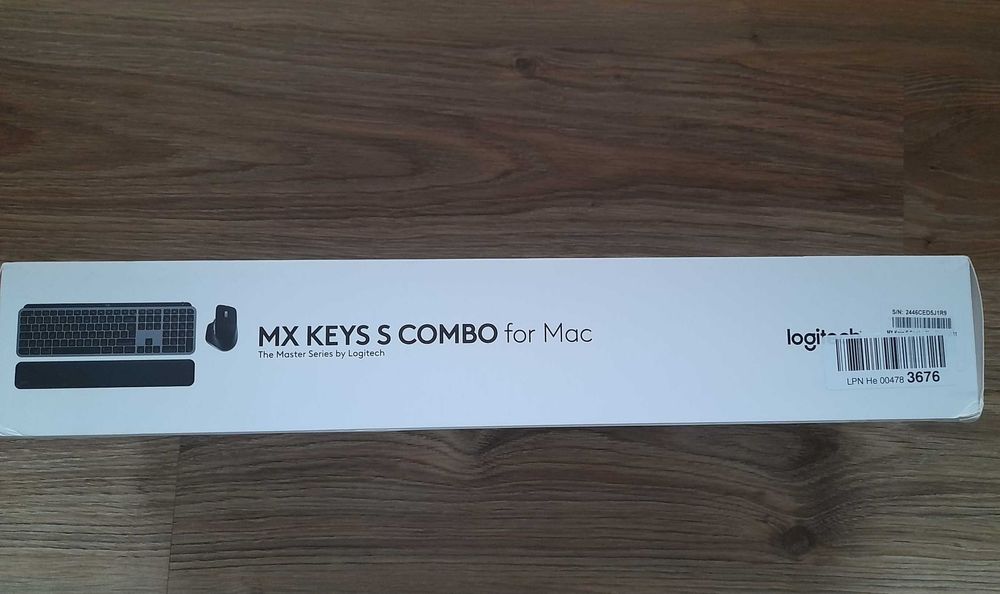 MX KEYS S COMBO for Mac
The Master Series by Logitech
logitech
S/N: 2446CED5J1R9
LPN He 00478 3676